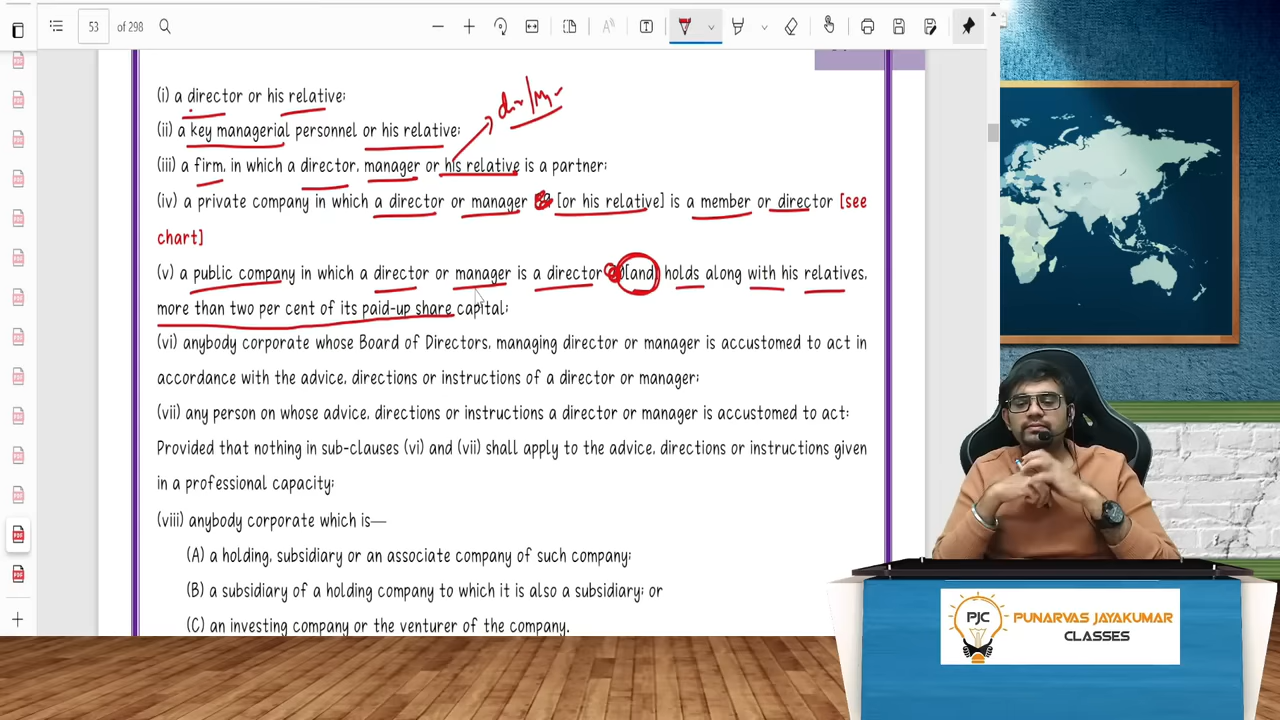 53 of 298
(i) a director or his relative;
dir/Mgr
(ii) a key managerial personnel or his relative;
(iii) a firm, in which a director, manager or his relative is a partner;
(iv) a private company in which a director or manager [or his relative] is a member or director [see
chart]
(v) a public company in which a director or manager is a director [and] holds along with his relatives,
more than two per cent of its paid-up share capital;
(vi) anybody corporate whose Board of Directors, managing director or manager is accustomed to act in
accordance with the advice, directions or instructions of a director or manager;
(vii) any person on whose advice, directions or instructions a director or manager is accustomed to act:
Provided that nothing in sub-clauses (vi) and (vii) shall apply to the advice, directions or instructions given
in a professional capacity;
(viii) anybody corporate which is—
(A) a holding, subsidiary or an associate company of such company;
(B) a subsidiary of a holding company to which it is also a subsidiary; or
(C) an investing company or the venturer of the company.
PJC
PUNARVAS JAYAKUMAR
CLASSES